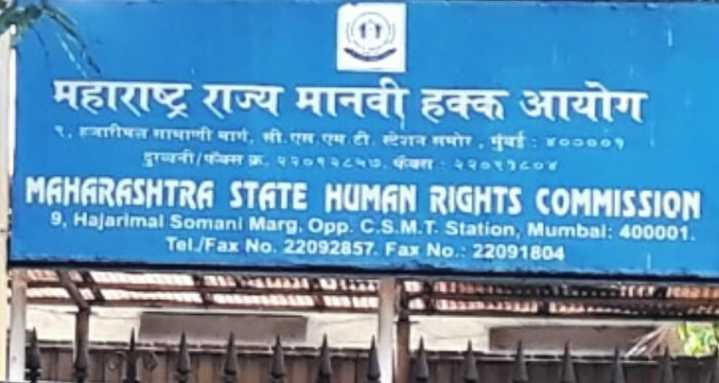 महाराष्ट्र राज्य मानवी हक्क आयोग
९, हजारीमल सोमाणी मार्ग, सी.एस.एम.टी. स्टेशन समोर, मुंबई : ४००००१
दुरध्वनी/फॅक्स क्र. २२०९२८५७. फॅक्स : २२०९१८०४
MAHARASHTRA STATE HUMAN RIGHTS COMMISSION
9, Hajarimal Somani Marg, Opp. C.S.M.T. Station, Mumbai: 400001.
Tel./Fax No. 22092857. Fax No.: 22091804